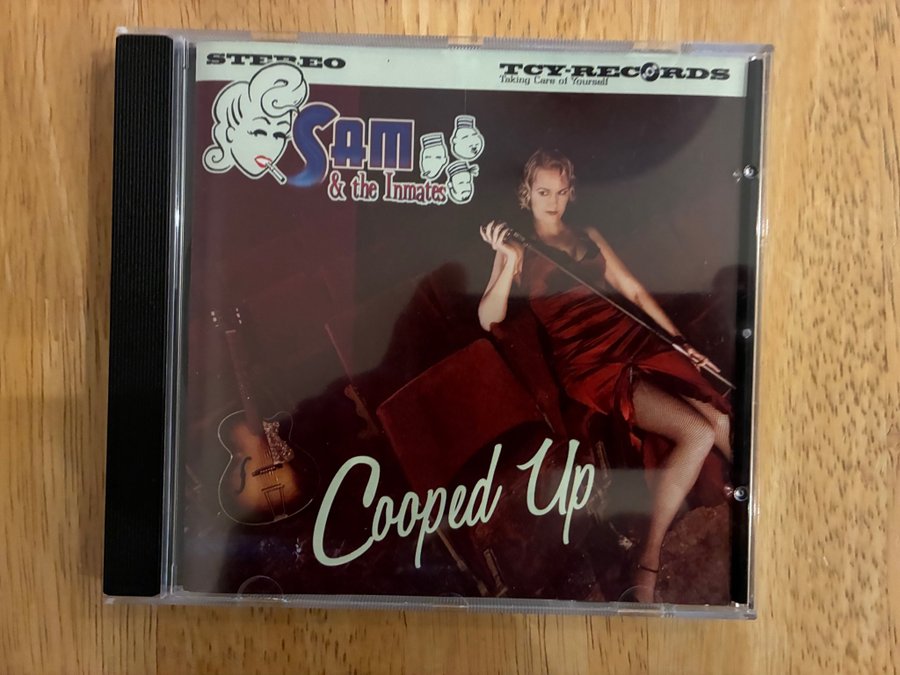 STEREO
TCY-RECORDS
Taking Care of Yourself
SAM
& the Inmates
Cooped Up